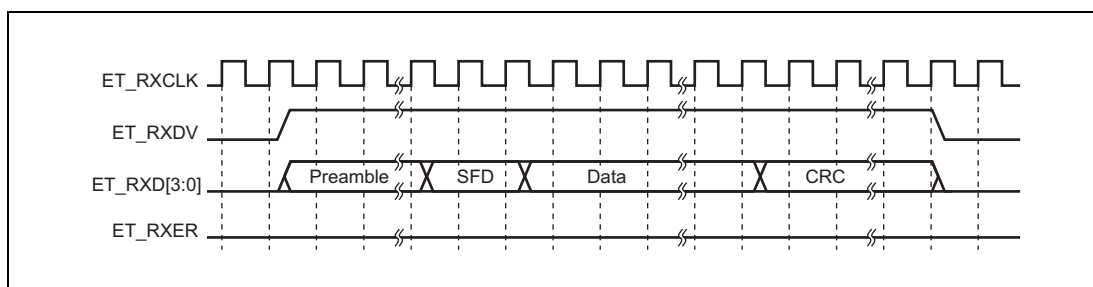 ET_RXCLK
ET_RXDV
ET_RXD[3:0] Preamble SFD Data CRC
ET_RXER